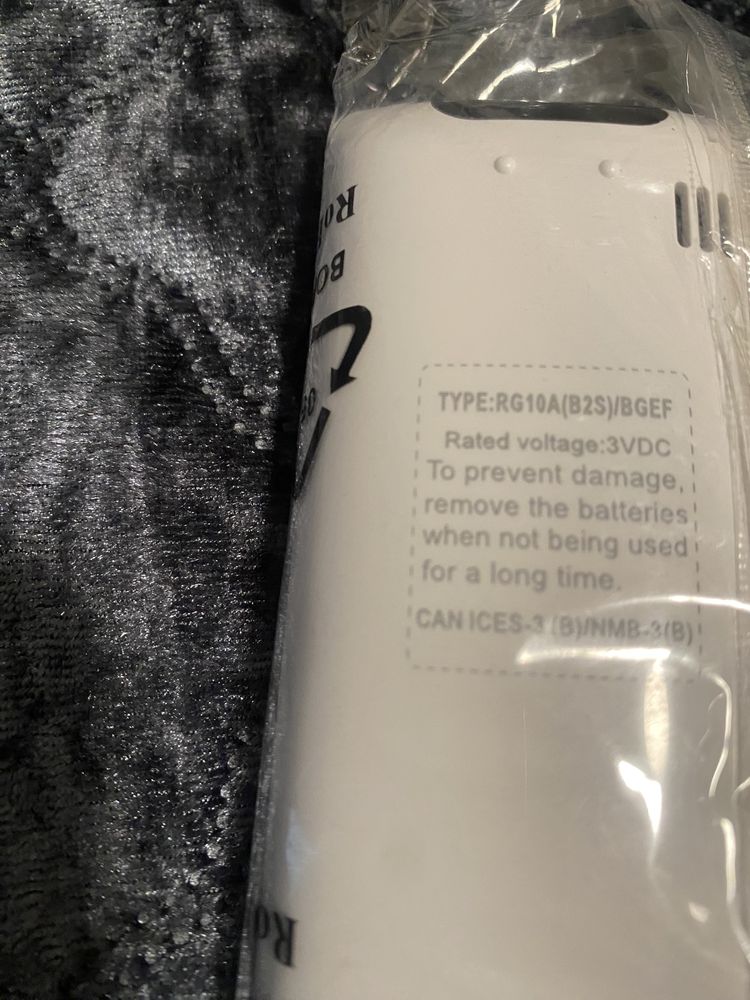 TYPE:RG10A(B2S)/BGEF
Rated voltage:3VDC
To prevent damage,
remove the batteries
when not being used
for a long time.
CAN ICES-3 (B)/NMB-3(B)